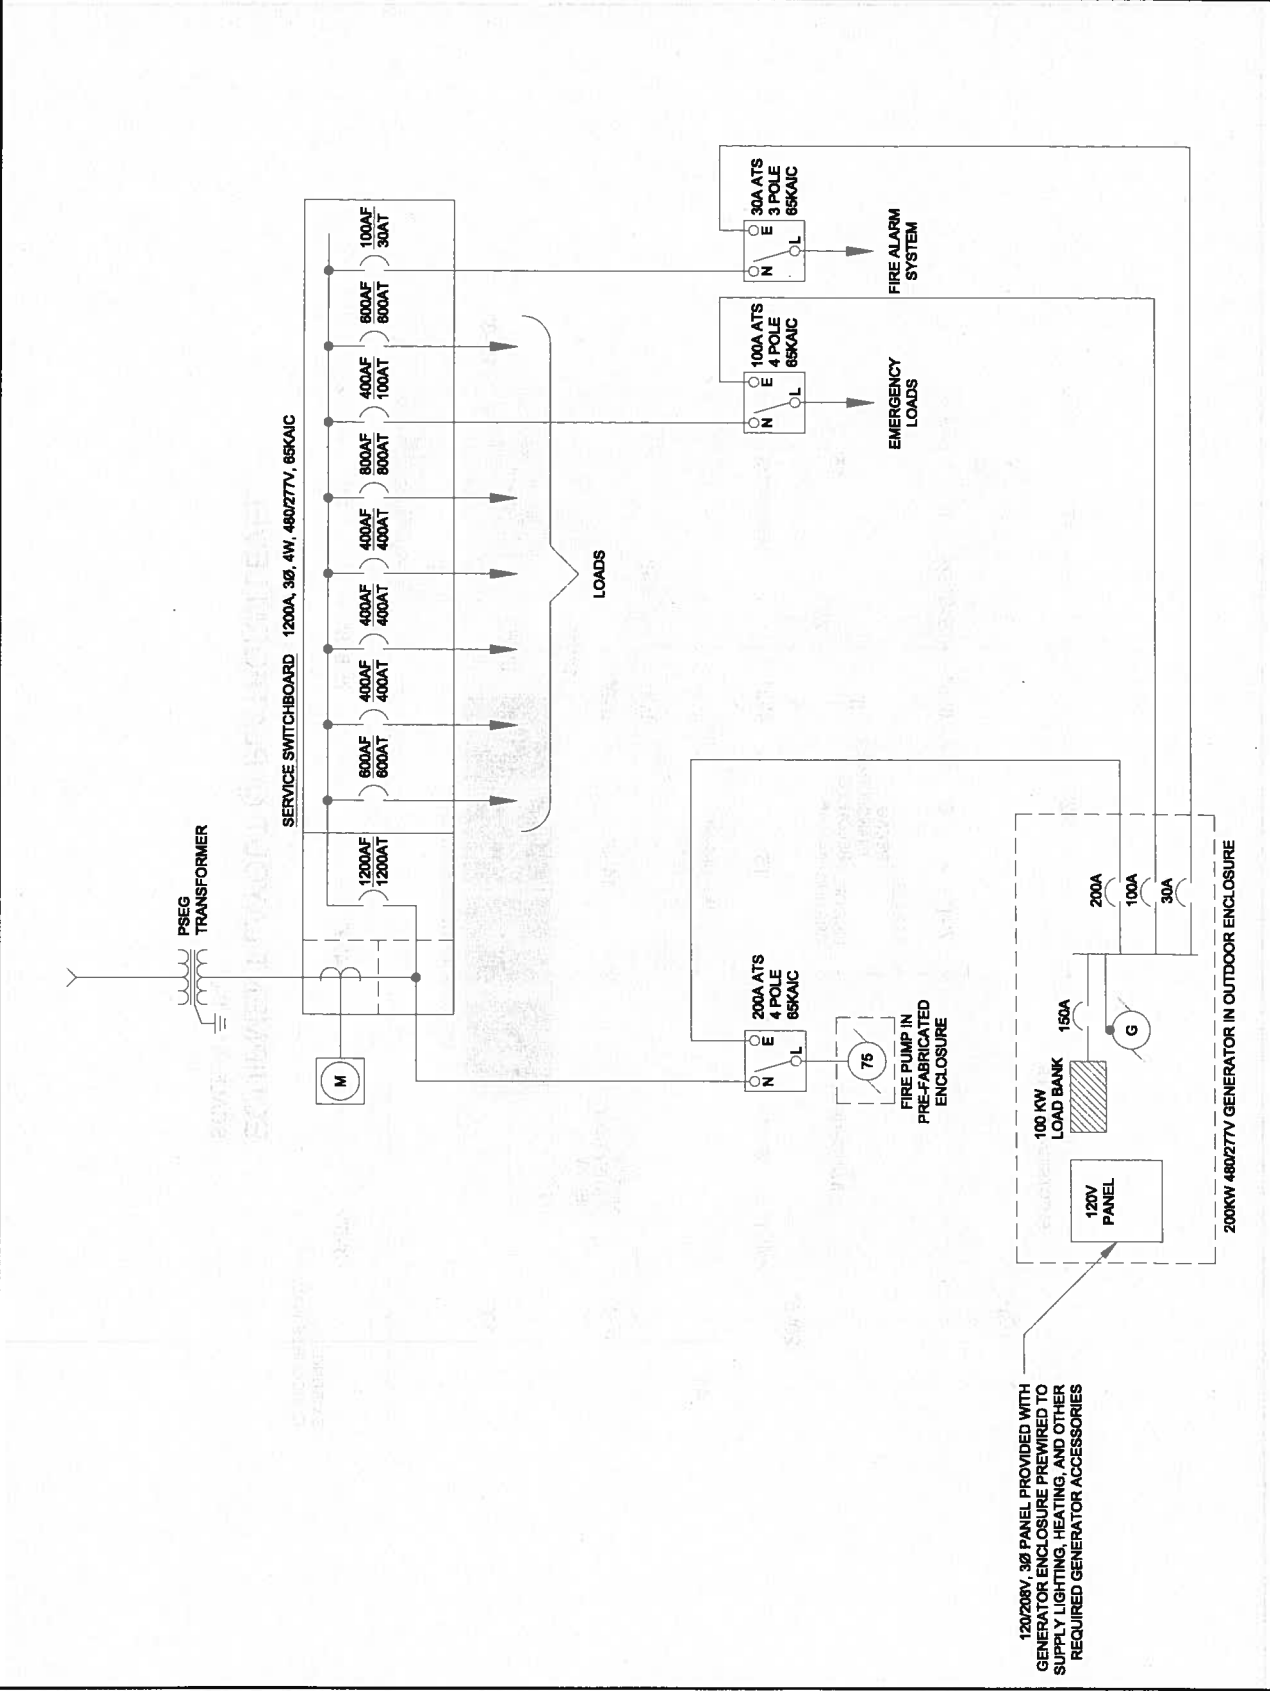 PSEG
TRANSFORMER
SERVICE SWITCHBOARD 1200A, 3Ø, 4W, 480/277V, 65KAIC
M
1200AF
1200AT
600AF
600AT
400AF
400AT
400AF
400AT
400AF
400AT
800AF
800AT
400AF
100AT
600AF
600AT
100AF
30AT
LOADS
200A ATS
4 POLE
65KAIC
N
E
L
75
FIRE PUMP IN
PRE-FABRICATED
ENCLOSURE
100A ATS
4 POLE
65KAIC
N
E
L
EMERGENCY
LOADS
30A ATS
3 POLE
65KAIC
N
E
L
FIRE ALARM
SYSTEM
120V
PANEL
100 KW
LOAD BANK
150A
G
200A
100A
30A
200KW 480/277V GENERATOR IN OUTDOOR ENCLOSURE
120/208V, 3Ø PANEL PROVIDED WITH
GENERATOR ENCLOSURE PREWIRED TO
SUPPLY LIGHTING, HEATING, AND OTHER
REQUIRED GENERATOR ACCESSORIES